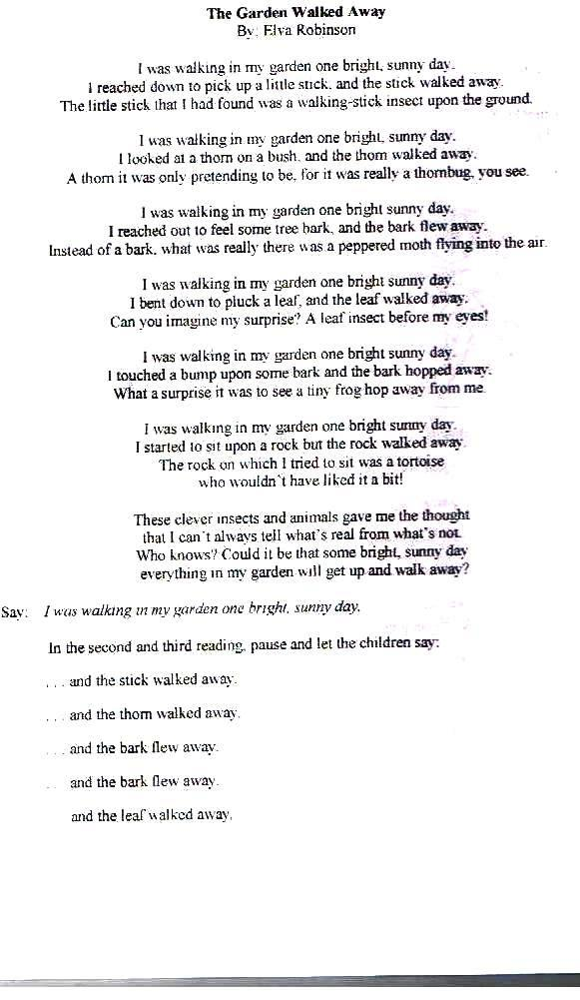 The Garden Walked Away
By: Elva Robinson
I was walking in my garden one bright, sunny day.
I reached down to pick up a little stick, and the stick walked away.
The little stick that I had found was a walking-stick insect upon the ground.
I was walking in my garden one bright, sunny day.
I looked at a thorn on a bush, and the thorn walked away.
A thorn it was only pretending to be, for it was really a thornbug, you see.
I was walking in my garden one bright sunny day.
I reached out to feel some tree bark, and the bark flew away.
Instead of a bark, what was really there was a peppered moth flying into the air.
I was walking in my garden one bright sunny day.
I bent down to pluck a leaf, and the leaf walked away.
Can you imagine my surprise? A leaf insect before my eyes!
I was walking in my garden one bright sunny day.
I touched a bump upon some bark and the bark hopped away.
What a surprise it was to see a tiny frog hop away from me.
I was walking in my garden one bright sunny day.
I started to sit upon a rock but the rock walked away.
The rock on which I tried to sit was a tortoise
who wouldn't have liked it a bit!
These clever insects and animals gave me the thought
that I can't always tell what's real from what's not.
Who knows? Could it be that some bright, sunny day
everything in my garden will get up and walk away?
Say: I was walking in my garden one bright, sunny day.
In the second and third reading, pause and let the children say:
. . . and the stick walked away.
. . . and the thorn walked away.
. . . and the bark flew away.
. . and the bark flew away.
and the leaf walked away.